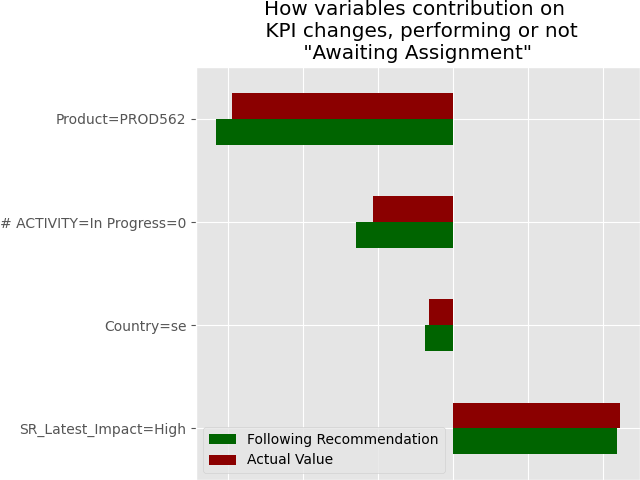 How variables contribution on
KPI changes, performing or not
"Awaiting Assignment"
Product=PROD562
# ACTIVITY=In Progress=0
Country=se
SR_Latest_Impact=High
Following Recommendation
Actual Value